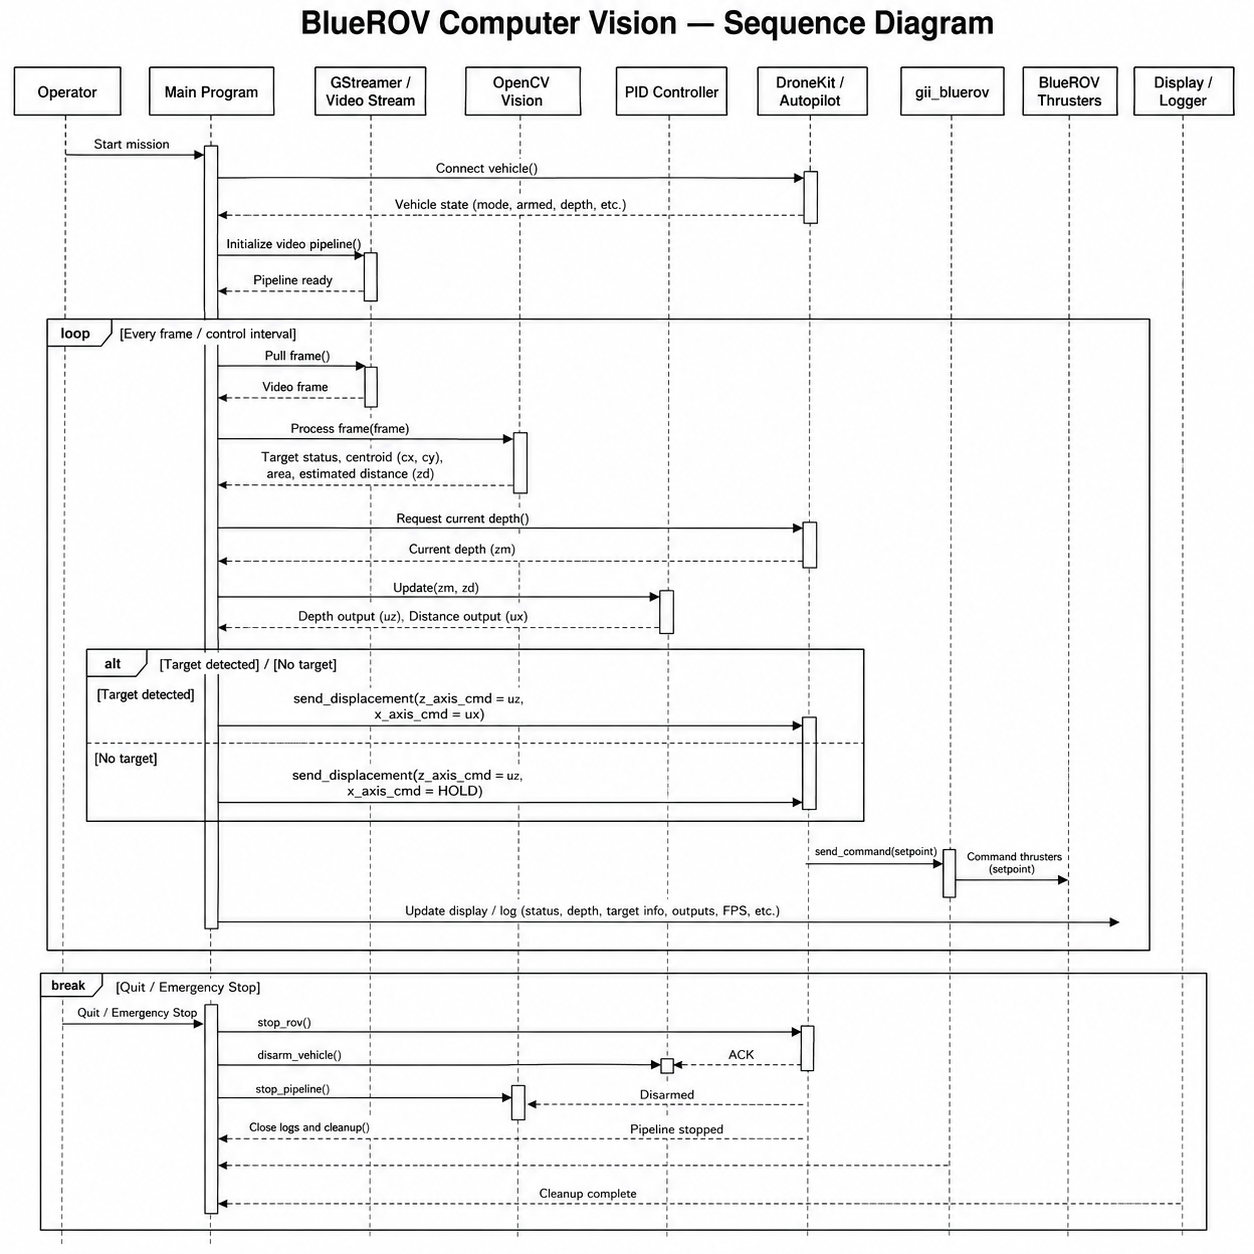 BlueROV Computer Vision — Sequence Diagram
Operator
Main Program
GStreamer /
Video Stream
OpenCV
Vision
PID Controller
DroneKit /
Autopilot
gii_bluerov
BlueROV
Thrusters
Display /
Logger
Start mission
Connect vehicle()
Vehicle state (mode, armed, depth, etc.)
Initialize video pipeline()
Pipeline ready
loop
[Every frame / control interval]
Pull frame()
Video frame
Process frame(frame)
Target status, centroid (cx, cy),
area, estimated distance (zd)
Request current depth()
Current depth (zm)
Update(zm, zd)
Depth output (uz), Distance output (ux)
alt
[Target detected] / [No target]
[Target detected]
send_displacement(z_axis_cmd = uz,
x_axis_cmd = ux)
[No target]
send_displacement(z_axis_cmd = uz,
x_axis_cmd = HOLD)
send_command(setpoint)
Command thrusters
(setpoint)
Update display / log (status, depth, target info, outputs, FPS, etc.)
break
[Quit / Emergency Stop]
Quit / Emergency Stop
stop_rov()
disarm_vehicle()
ACK
stop_pipeline()
Disarmed
Close logs and cleanup()
Pipeline stopped
Cleanup complete